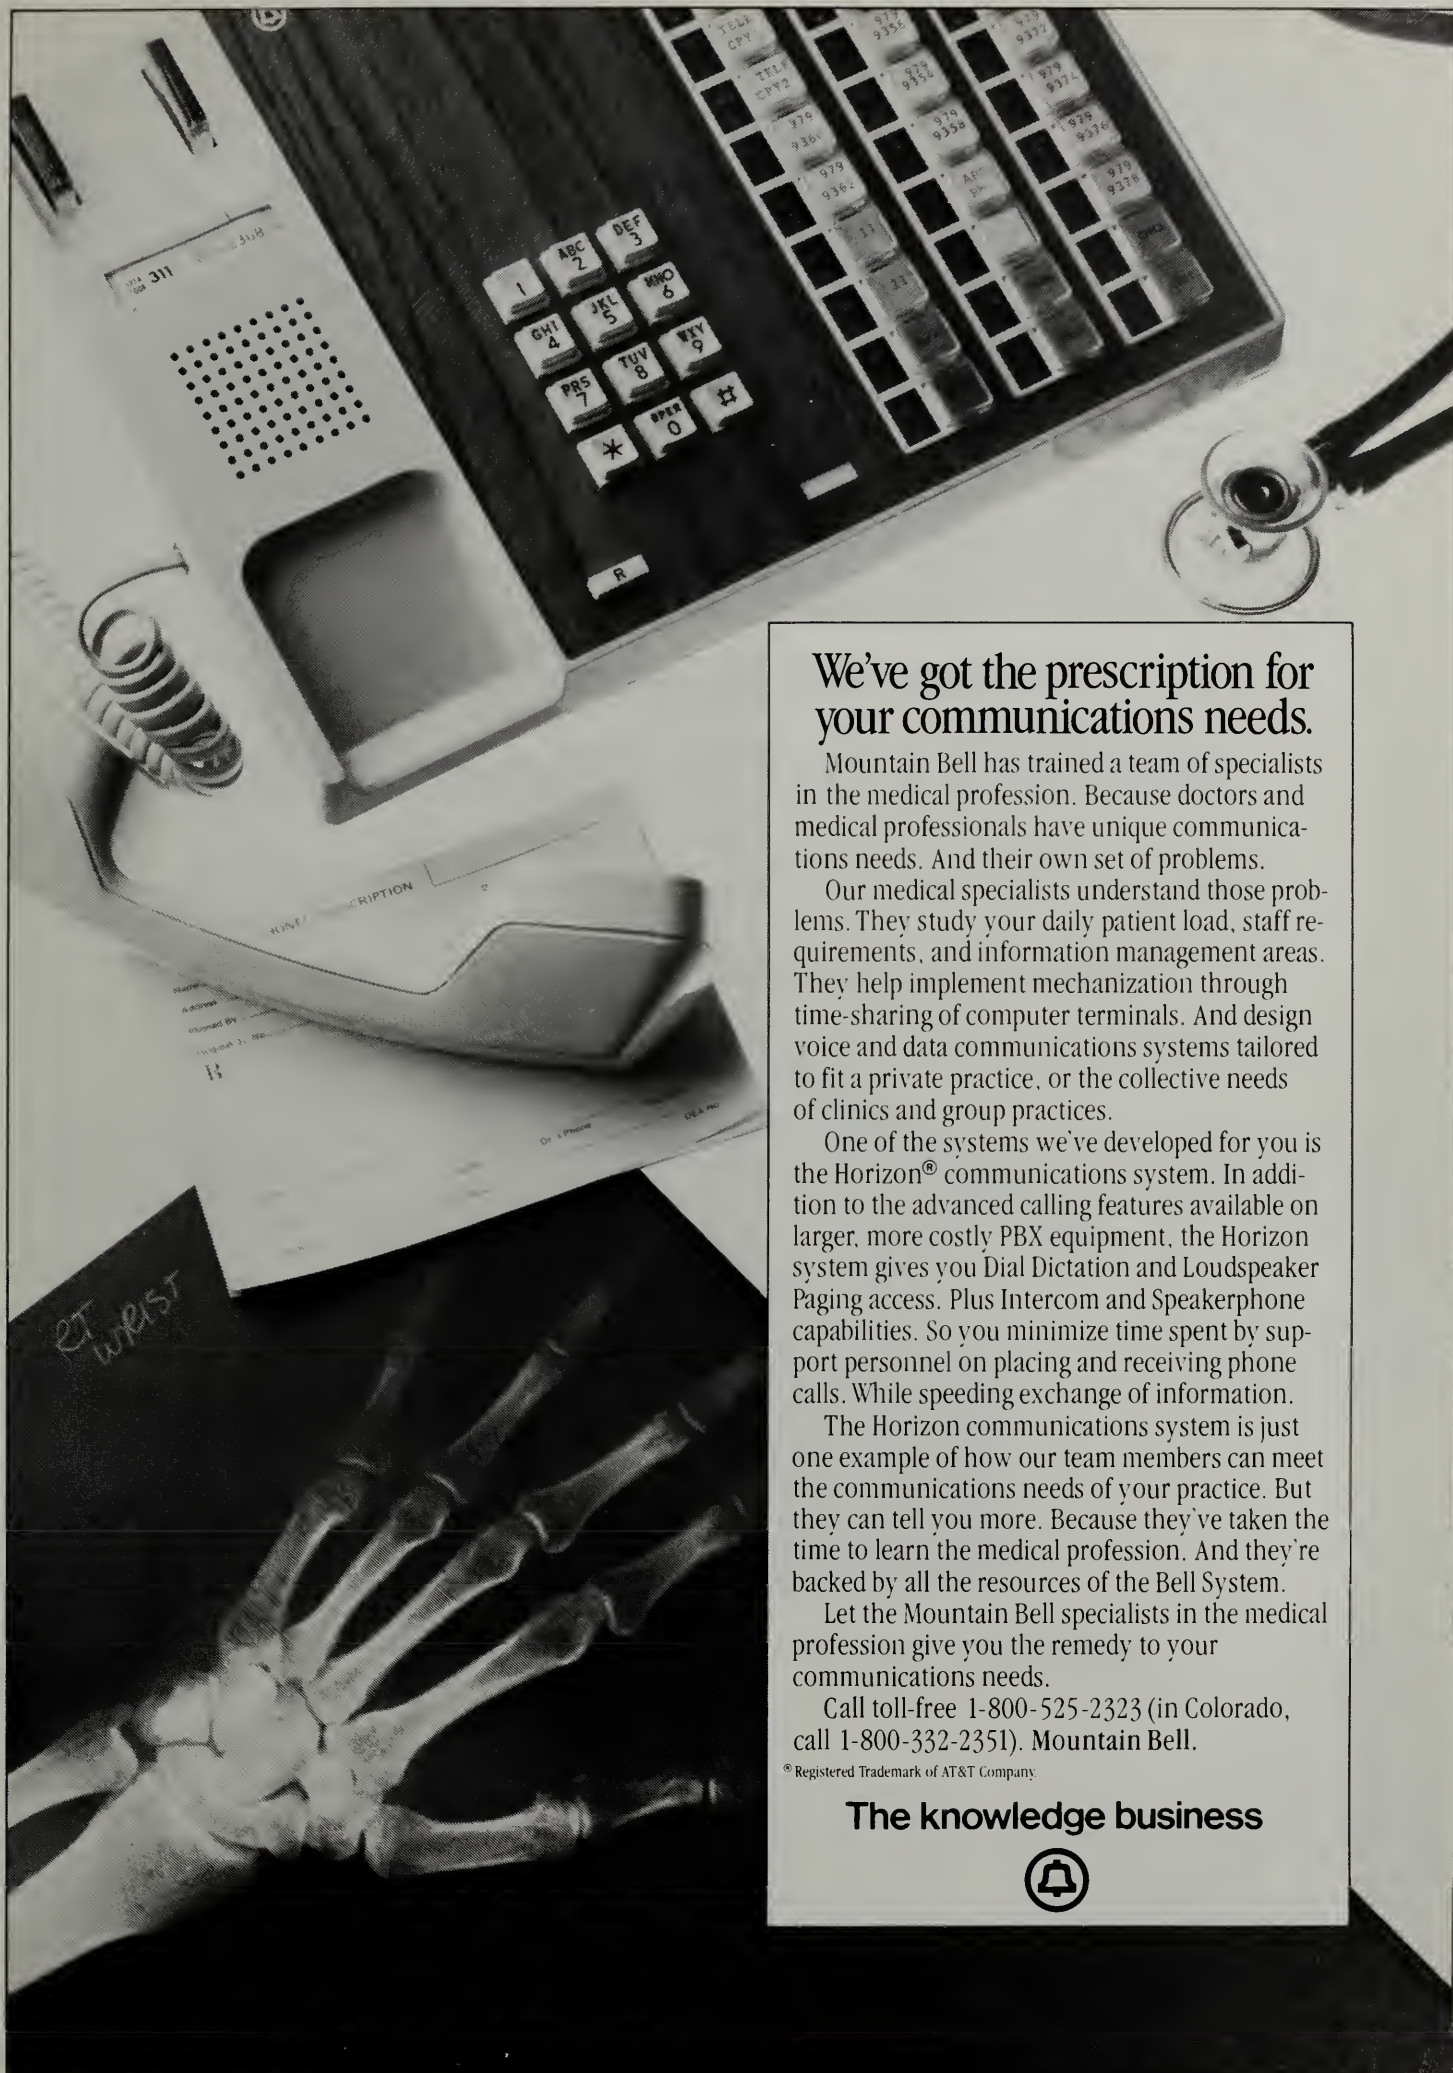 TELE
CPY
TELE
CPY2
979
979
9362
9355
979
9354
979
9358
9372
979
9374
979
9376
979
9378
11
11
311
368
1
ABC
2
DEF
3
GHI
4
JKL
5
MNO
6
PRS
7
TUV
8
WXY
9
*
OPER
0
#
R
We've got the prescription for
your communications needs.
Mountain Bell has trained a team of specialists
in the medical profession. Because doctors and
medical professionals have unique communica-
tions needs. And their own set of problems.
Our medical specialists understand those prob-
lems. They study your daily patient load, staff re-
quirements, and information management areas.
They help implement mechanization through
time-sharing of computer terminals. And design
voice and data communications systems tailored
to fit a private practice, or the collective needs
of clinics and group practices.
One of the systems we've developed for you is
the Horizon® communications system. In addi-
tion to the advanced calling features available on
larger, more costly PBX equipment, the Horizon
system gives you Dial Dictation and Loudspeaker
Paging access. Plus Intercom and Speakerphone
capabilities. So you minimize time spent by sup-
port personnel on placing and receiving phone
calls. While speeding exchange of information.
The Horizon communications system is just
one example of how our team members can meet
the communications needs of your practice. But
they can tell you more. Because they've taken the
time to learn the medical profession. And they're
backed by all the resources of the Bell System.
Let the Mountain Bell specialists in the medical
profession give you the remedy to your
communications needs.
Call toll-free 1-800-525-2323 (in Colorado,
call 1-800-332-2351). Mountain Bell.
® Registered Trademark of AT&T Company.
The knowledge business
CRIPTION
Address
Dr.'s Phone
DEA No
RT
WRIST